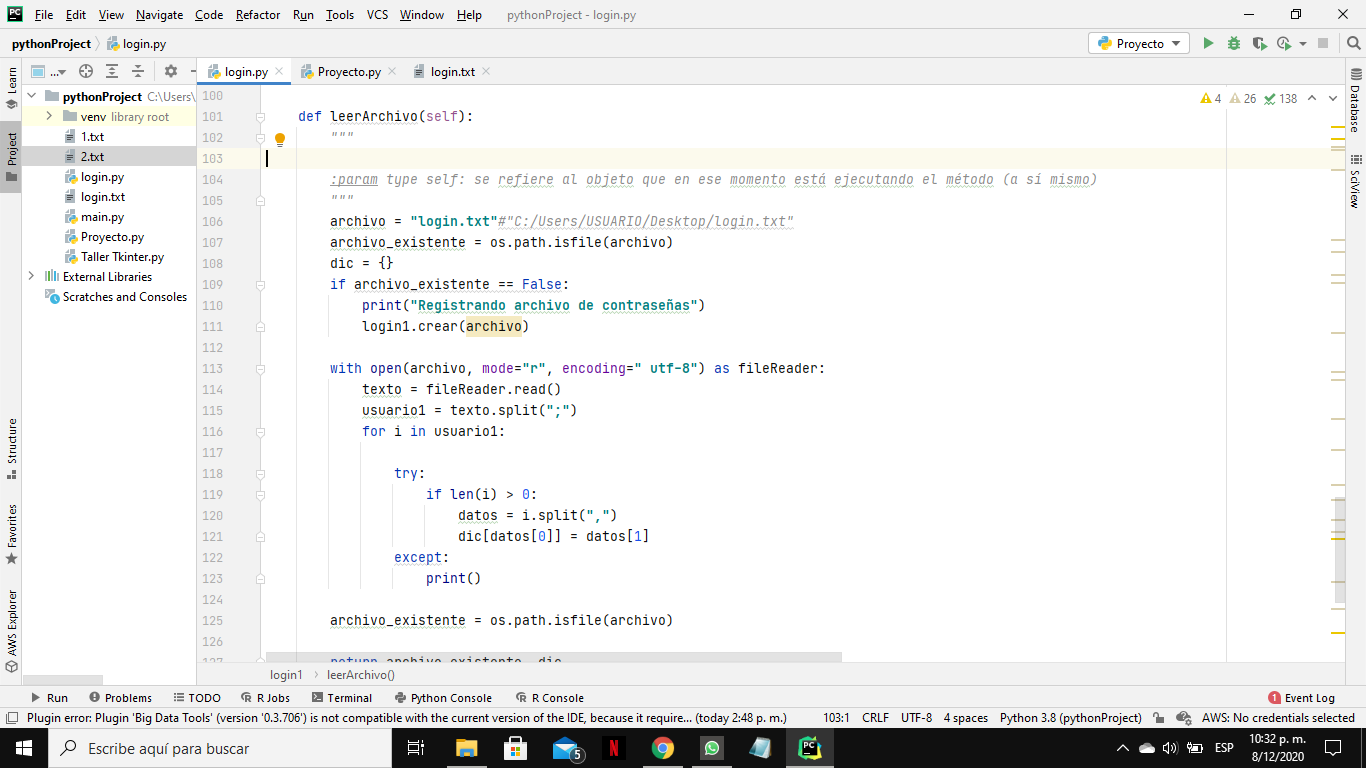 File Edit View Navigate Code Refactor Run Tools VCS Window Help pythonProject - login.py
pythonProject login.py Proyecto
Learn
Project
Structure
Favorites
AWS Explorer
...
pythonProject C:\Users\
venv library root
1.txt
2.txt
login.py
login.txt
main.py
Proyecto.py
Taller Tkinter.py
External Libraries
Scratches and Consoles
login.py Proyecto.py login.txt
4 26 138
100
101 def leerArchivo(self):
102 """
103
104 :param type self: se refiere al objeto que en ese momento está ejecutando el método (a sí mismo)
105 """
106 archivo = "login.txt"#"C:/Users/USUARIO/Desktop/login.txt"
107 archivo_existente = os.path.isfile(archivo)
108 dic = {}
109 if archivo_existente == False:
110 print("Registrando archivo de contraseñas")
111 login1.crear(archivo)
112
113 with open(archivo, mode="r", encoding=" utf-8") as fileReader:
114 texto = fileReader.read()
115 usuario1 = texto.split(";")
116 for i in usuario1:
117
118 try:
119 if len(i) > 0:
120 datos = i.split(",")
121 dic[datos[0]] = datos[1]
122 except:
123 print()
124
125 archivo_existente = os.path.isfile(archivo)
126
127 return archivo_existente, dic
login1 leerArchivo()
Database
SciView
Run Problems TODO R Jobs Terminal Python Console R Console 1 Event Log
Plugin error: Plugin 'Big Data Tools' (version '0.3.706') is not compatible with the current version of the IDE, because it require... (today 2:48 p. m.) 103:1 CRLF UTF-8 4 spaces Python 3.8 (pythonProject) AWS: No credentials selected
Escribe aquí para buscar 5 N PC ESP 10:32 p. m.
8/12/2020